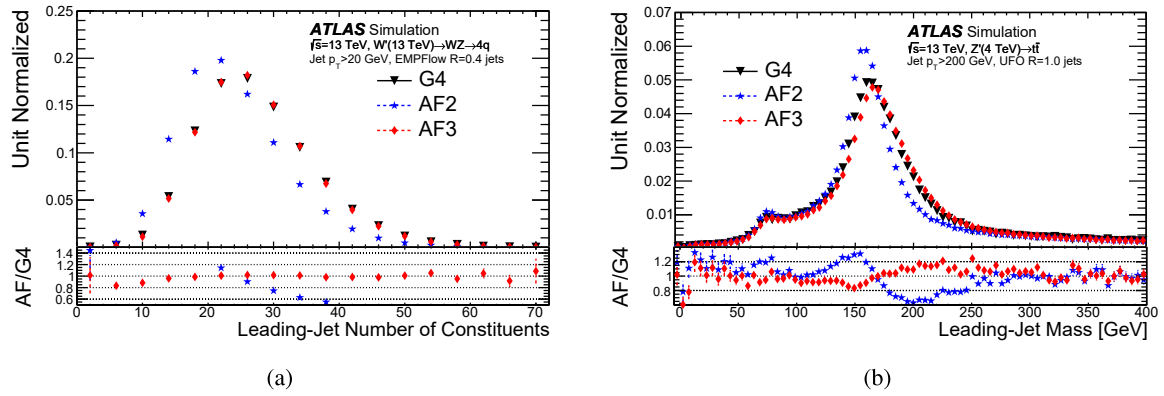 ATLAS Simulation
√s=13 TeV, W'(13 TeV)→WZ→4q
Jet pT>20 GeV, EMPFlow R=0.4 jets
G4
AF2
AF3
Unit Normalized
0.25
0.20
0.15
0.1
0.05
AF/G4
1.4
1.2
1.0
0.8
0.6
0 10 20 30 40 50 60 70
Leading-Jet Number of Constituents
(a)
ATLAS Simulation
√s=13 TeV, Z'(4 TeV)→tt̄
Jet pT>200 GeV, UFO R=1.0 jets
G4
AF2
AF3
Unit Normalized
0.07
0.06
0.05
0.04
0.03
0.02
0.01
AF/G4
1.2
1.0
0.8
0 50 100 150 200 250 300 350 400
Leading-Jet Mass [GeV]
(b)